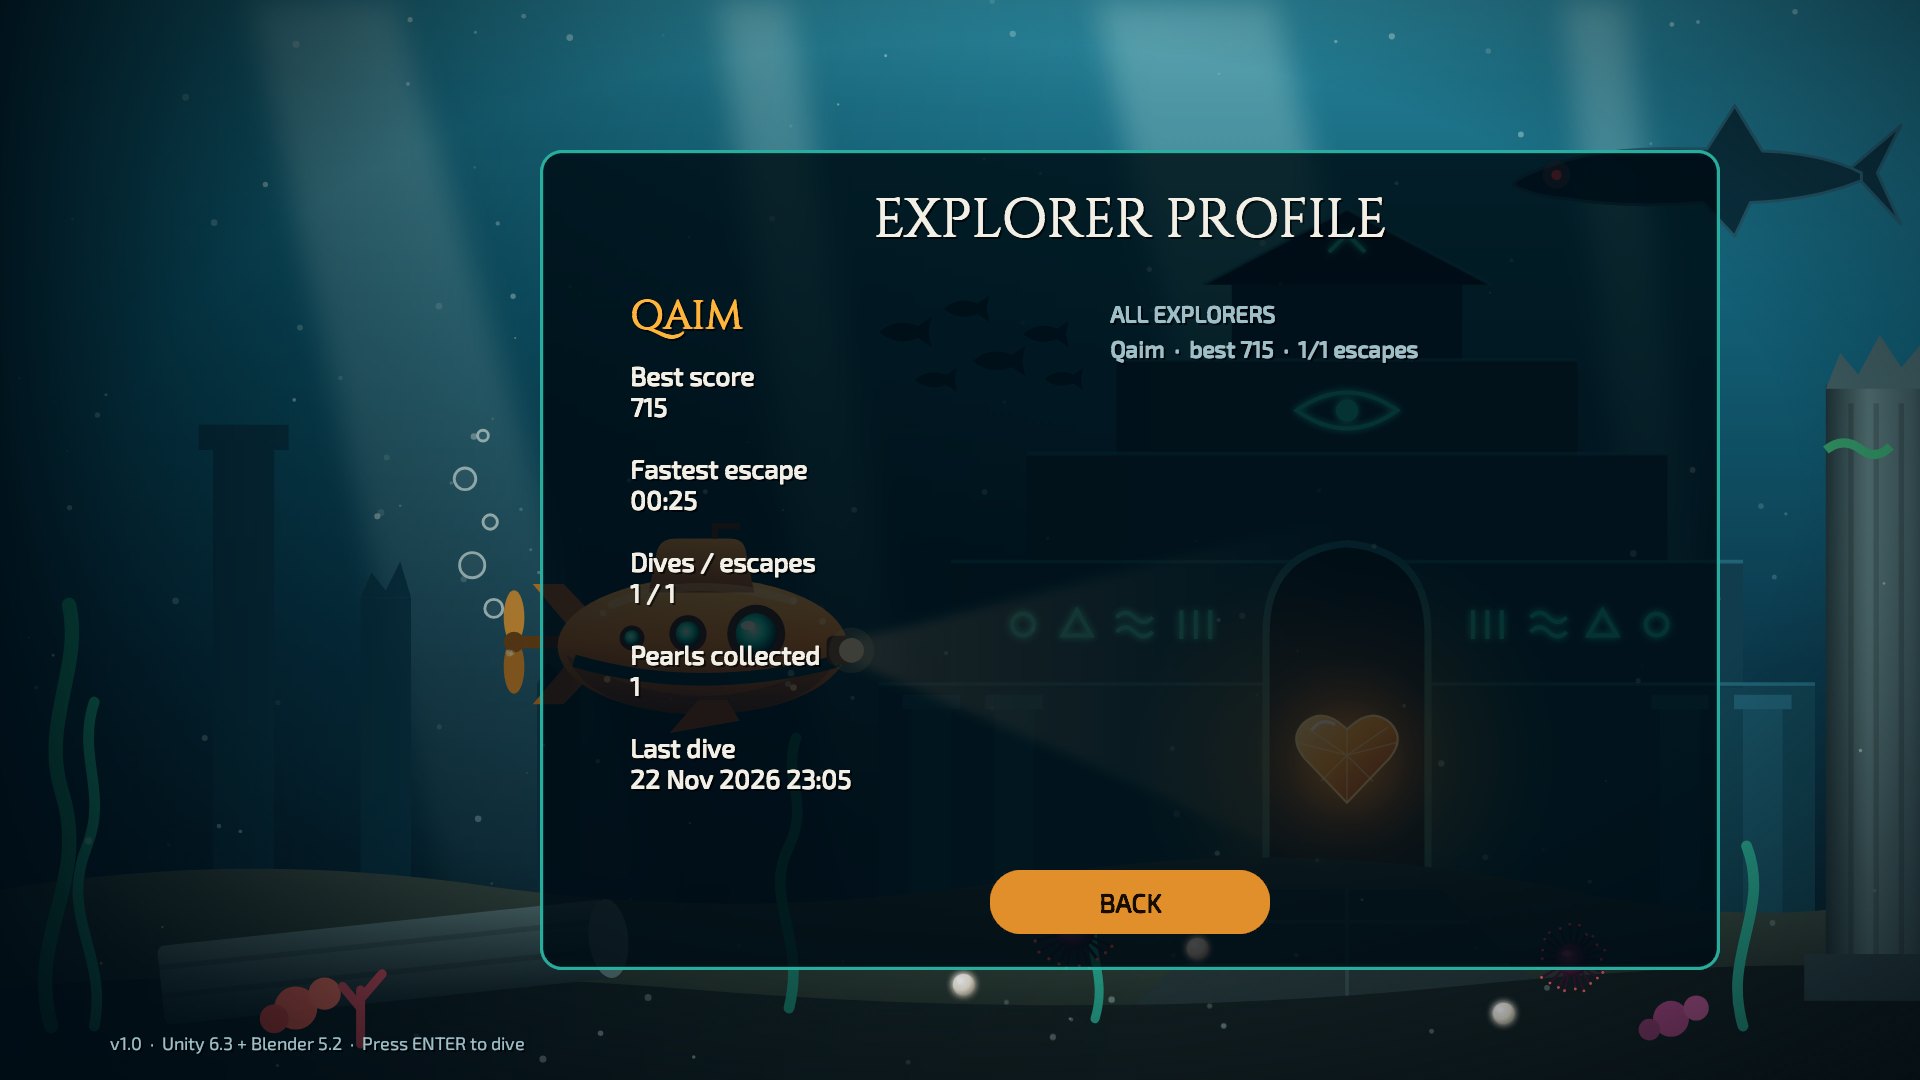 EXPLORER PROFILE
QAIM
Best score
715
Fastest escape
00:25
Dives / escapes
1 / 1
Pearls collected
1
Last dive
22 Nov 2026 23:05
ALL EXPLORERS
Qaim · best 715 · 1/1 escapes
BACK
v1.0 · Unity 6.3 + Blender 5.2 · Press ENTER to dive